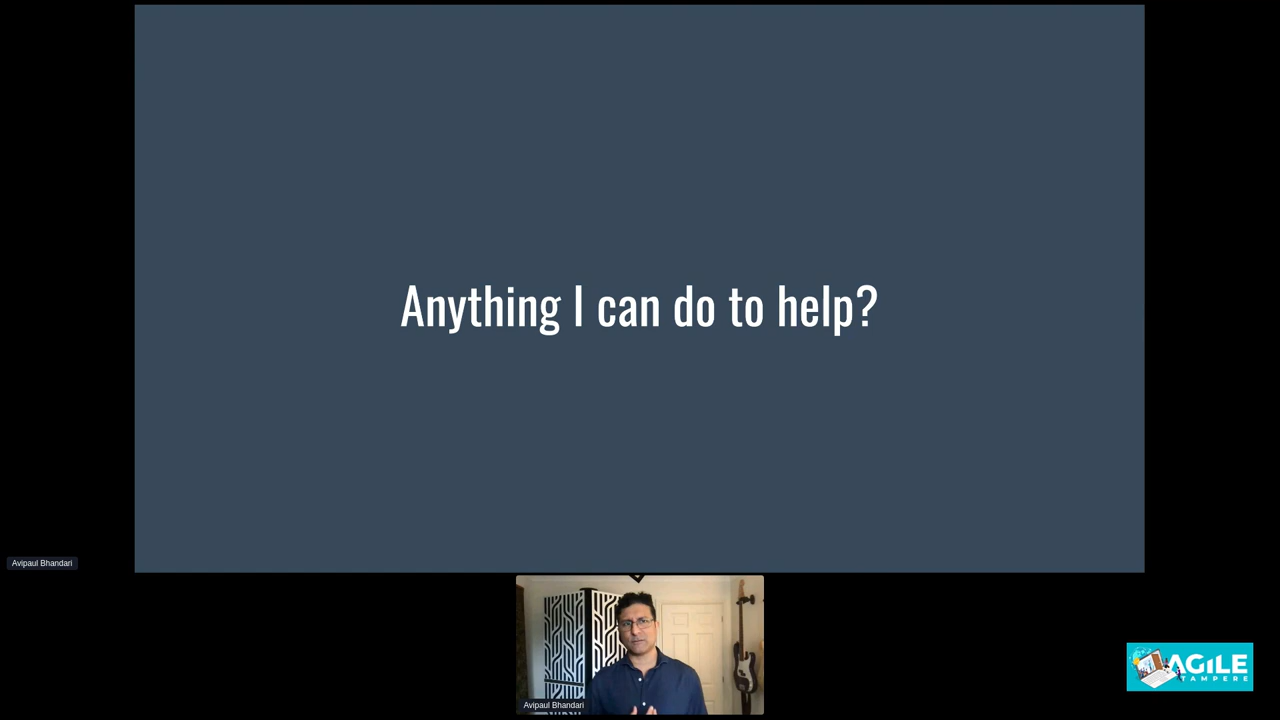 Anything I can do to help?
Avipaul Bhandari
Avipaul Bhandari
AGILE
TAMPERE